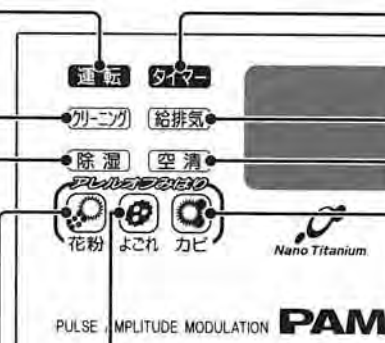 運転 タイマー
クリーニング 給排気
除湿 空清
アレルオフみはり
花粉 よごれ カビ
Nano Titanium
PULSE AMPLITUDE MODULATION PAM